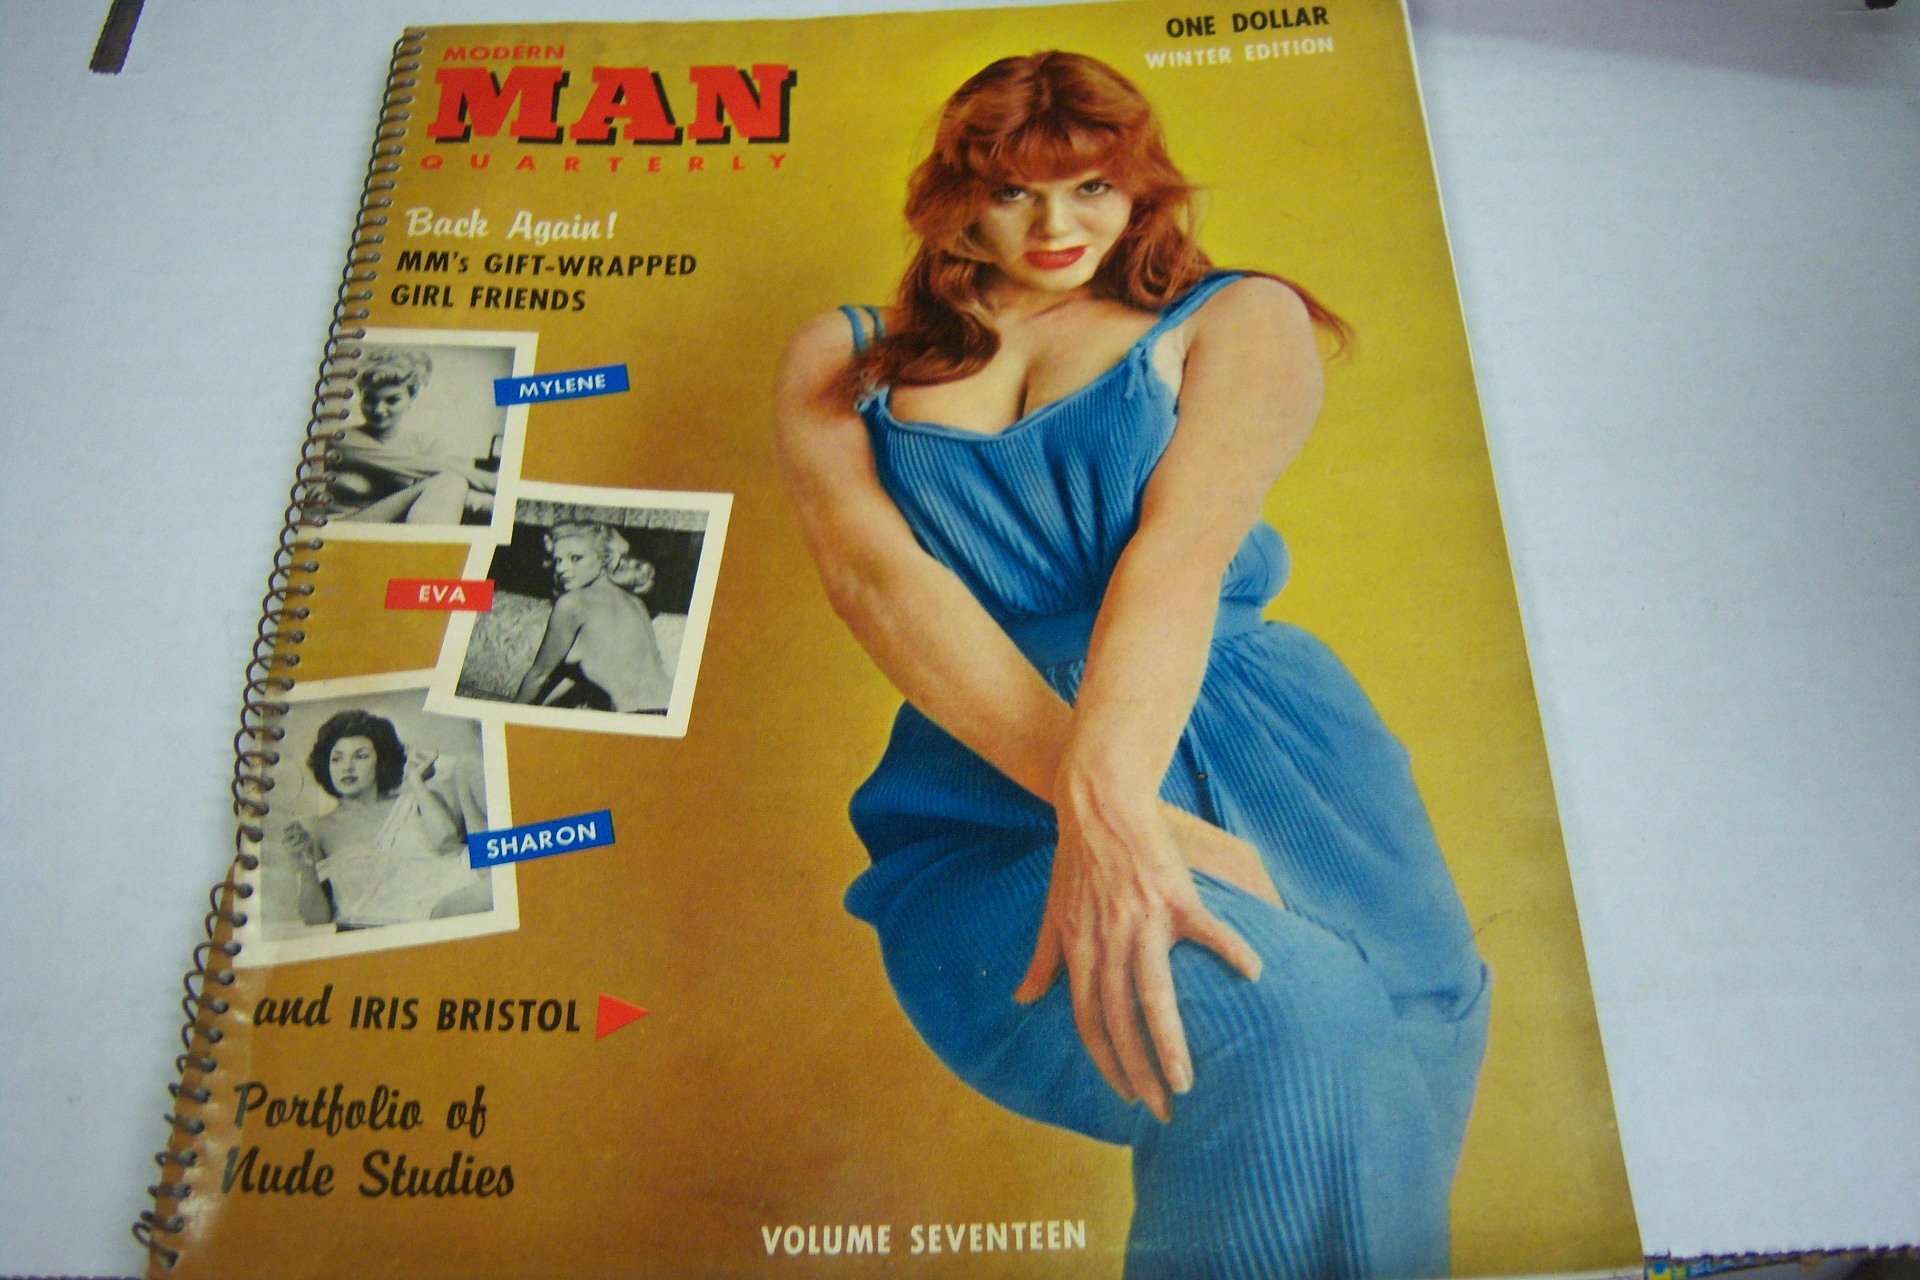 ONE DOLLAR
WINTER EDITION
MODERN
MAN
QUARTERLY
Back Again!
MM's GIFT-WRAPPED
GIRL FRIENDS
MYLENE
EVA
SHARON
and IRIS BRISTOL
Portfolio of
Nude Studies
VOLUME SEVENTEEN